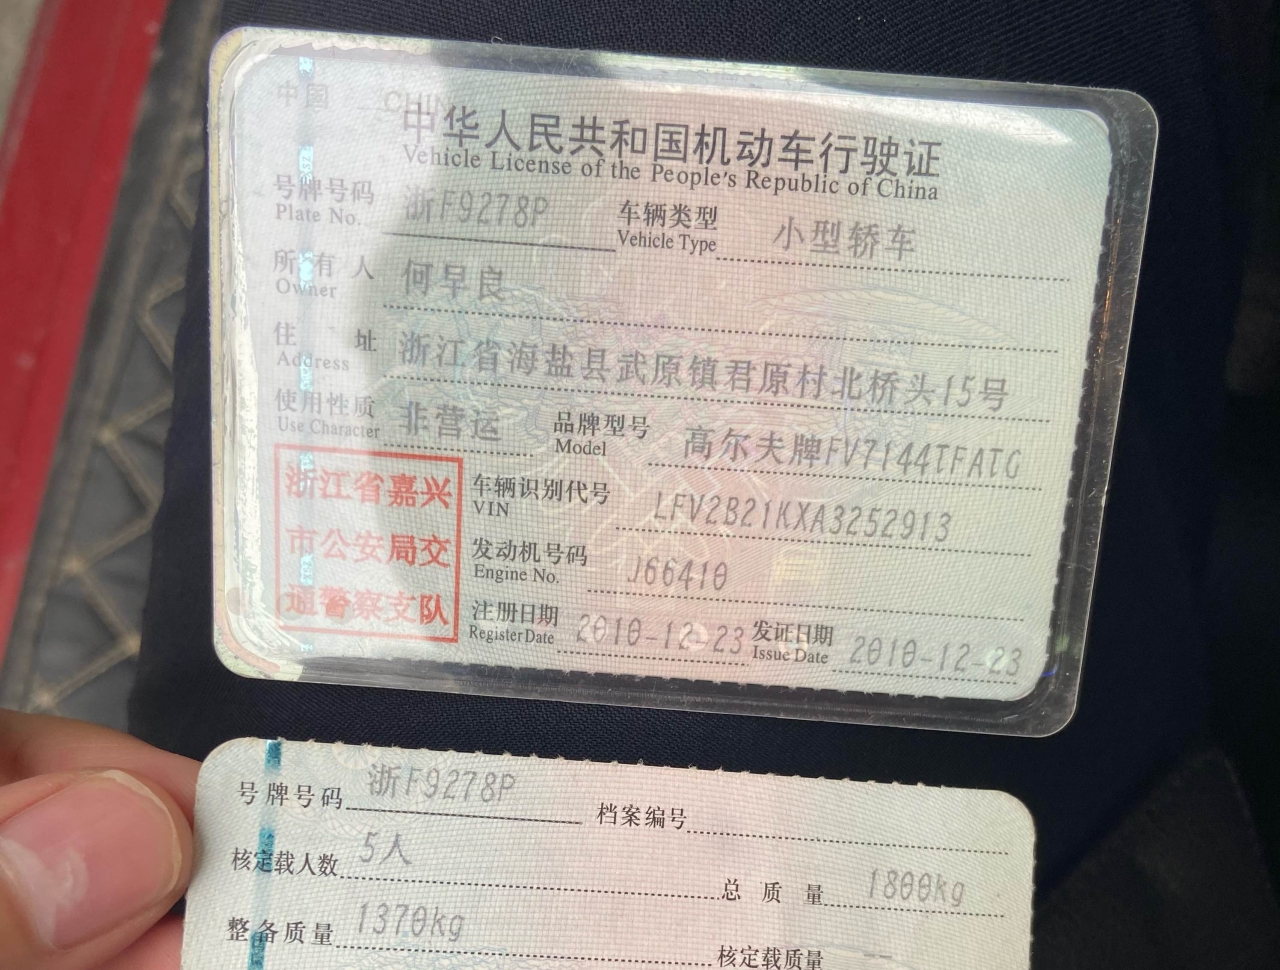 中国 CHIN
中华人民共和国机动车行驶证
Vehicle License of the People's Republic of China
号牌号码 浙F9278P 车辆类型 小型轿车
Plate No. Vehicle Type
所有人 何早良
Owner
住址 浙江省海盐县武原镇君原村北桥头15号
Address
使用性质 非营运 品牌型号 高尔夫牌FV7144TFATG
Use Character Model
浙江省嘉兴
市公安局交
通警察支队
车辆识别代号 LFV2B21KXA3252913
VIN
发动机号码 J66410
Engine No.
注册日期 2010-12-23 发证日期 2010-12-23
Register Date Issue Date
号牌号码 浙F9278P 档案编号
核定载人数 5人 总质量 1800kg
整备质量 1370kg 核定载质量 --